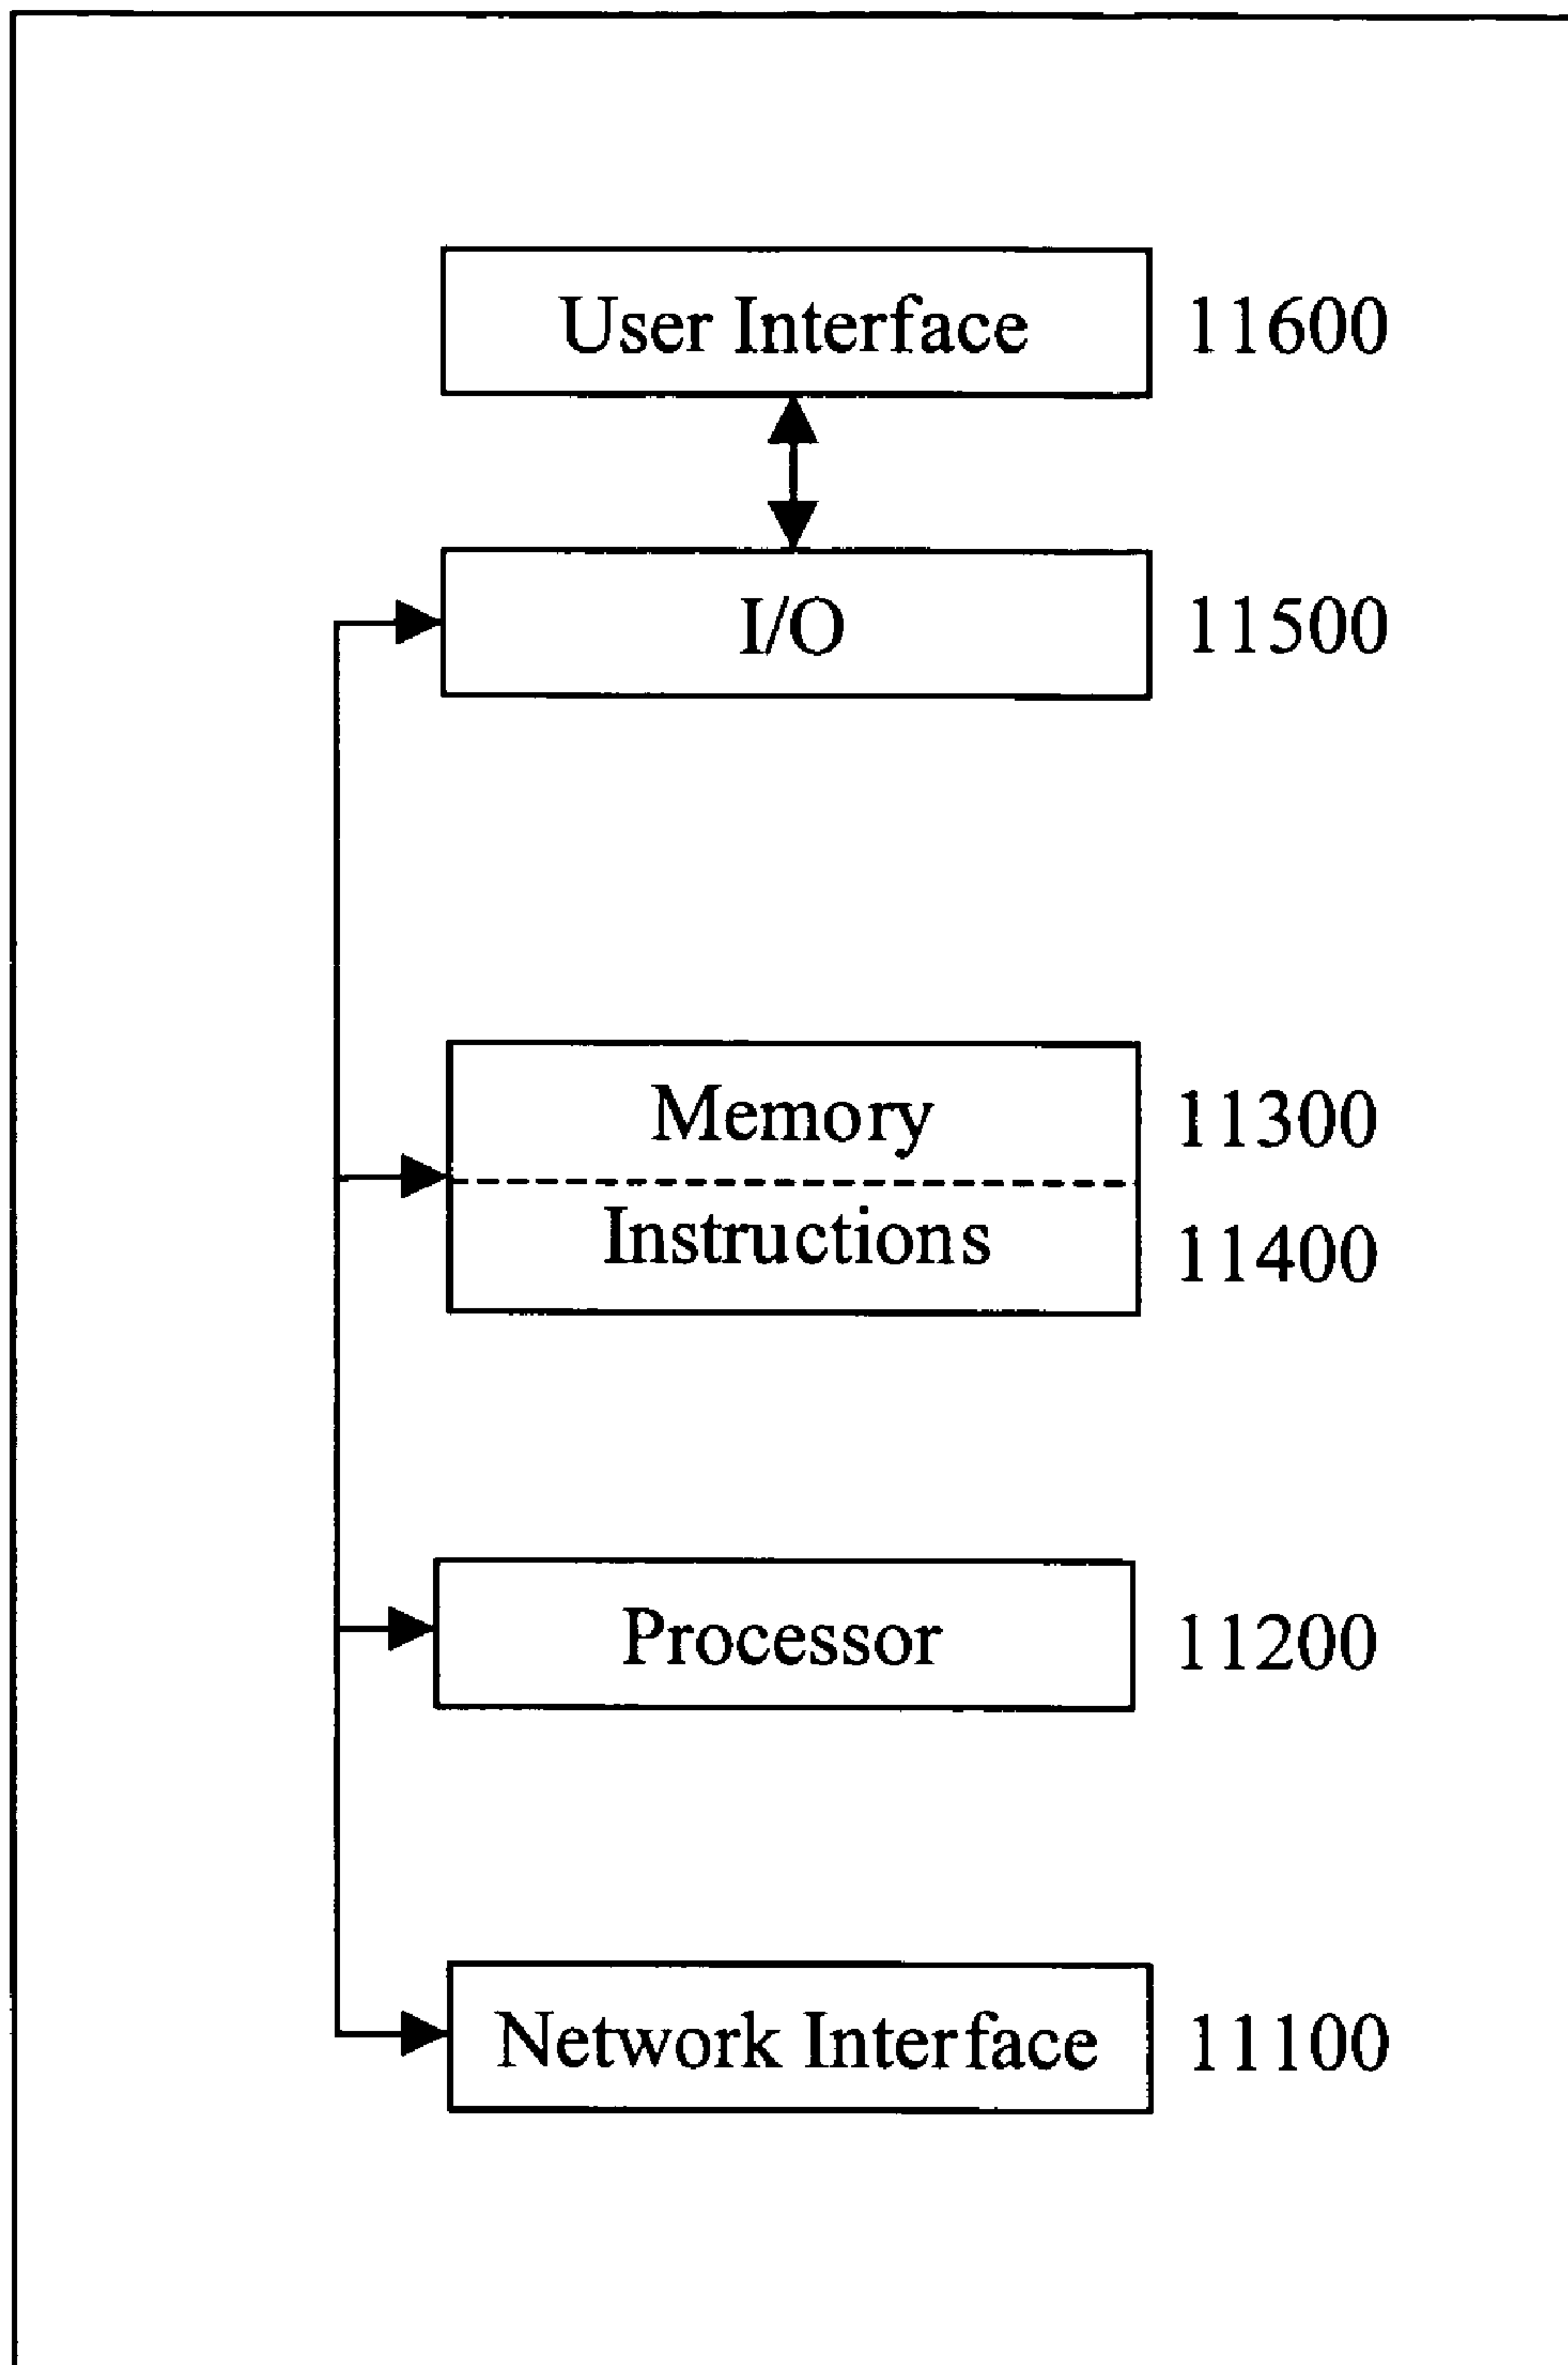 User Interface 11600
I/O 11500
Memory 11300
Instructions 11400
Processor 11200
Network Interface 11100